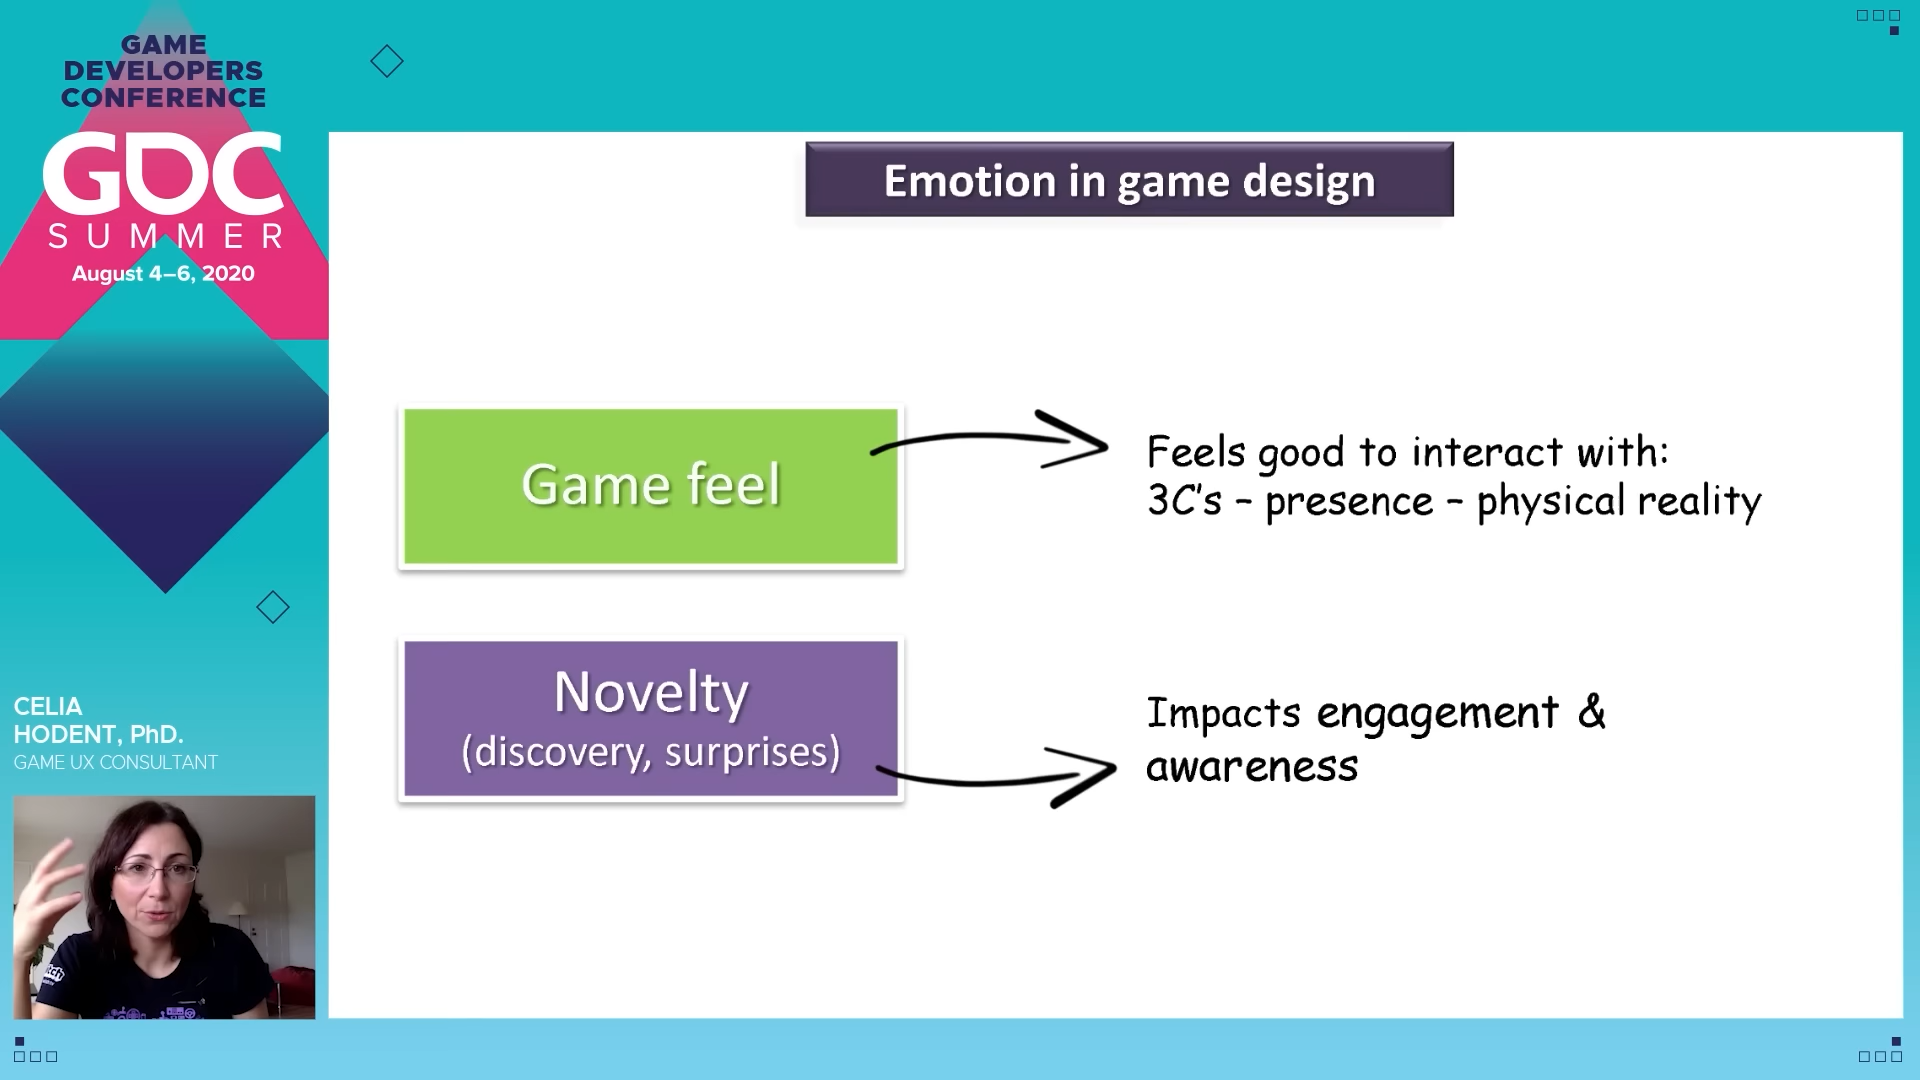 GAME
DEVELOPERS
CONFERENCE
GDC
SUMMER
August 4–6, 2020
CELIA
HODENT, PhD.
GAME UX CONSULTANT
Emotion in game design
Game feel
Feels good to interact with:
3C's – presence – physical reality
Novelty
(discovery, surprises)
Impacts engagement &
awareness